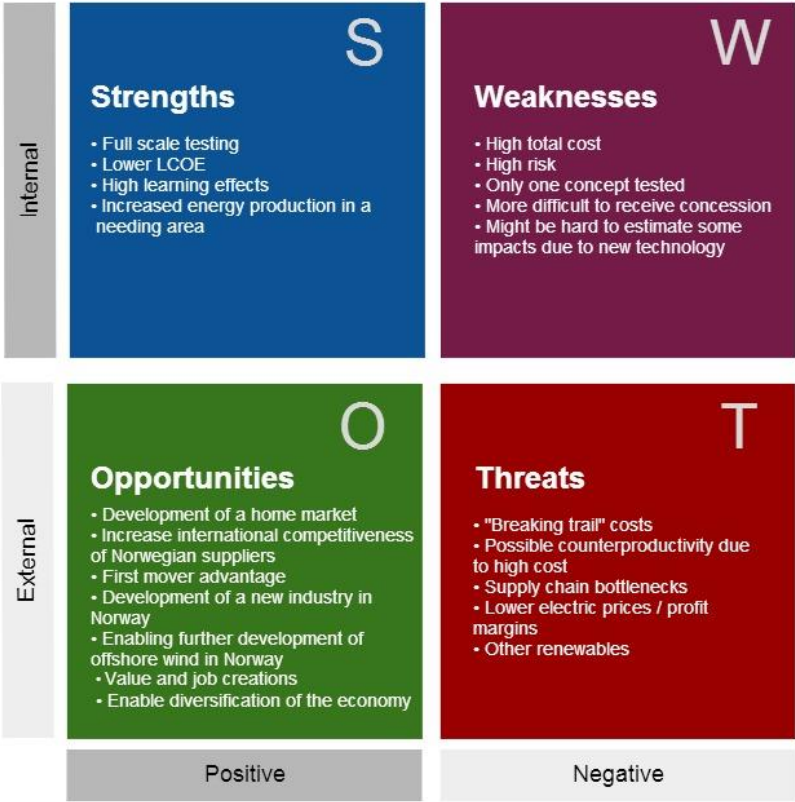 Internal
S
Strengths
• Full scale testing
• Lower LCOE
• High learning effects
• Increased energy production in a
needing area
W
Weaknesses
• High total cost
• High risk
• Only one concept tested
• More difficult to receive concession
• Might be hard to estimate some
impacts due to new technology
External
O
Opportunities
• Development of a home market
• Increase international competitiveness
of Norwegian suppliers
• First mover advantage
• Development of a new industry in
Norway
• Enabling further development of
offshore wind in Norway
• Value and job creations
• Enable diversification of the economy
T
Threats
• "Breaking trail" costs
• Possible counterproductivity due
to high cost
• Supply chain bottlenecks
• Lower electric prices / profit
margins
• Other renewables
Positive
Negative